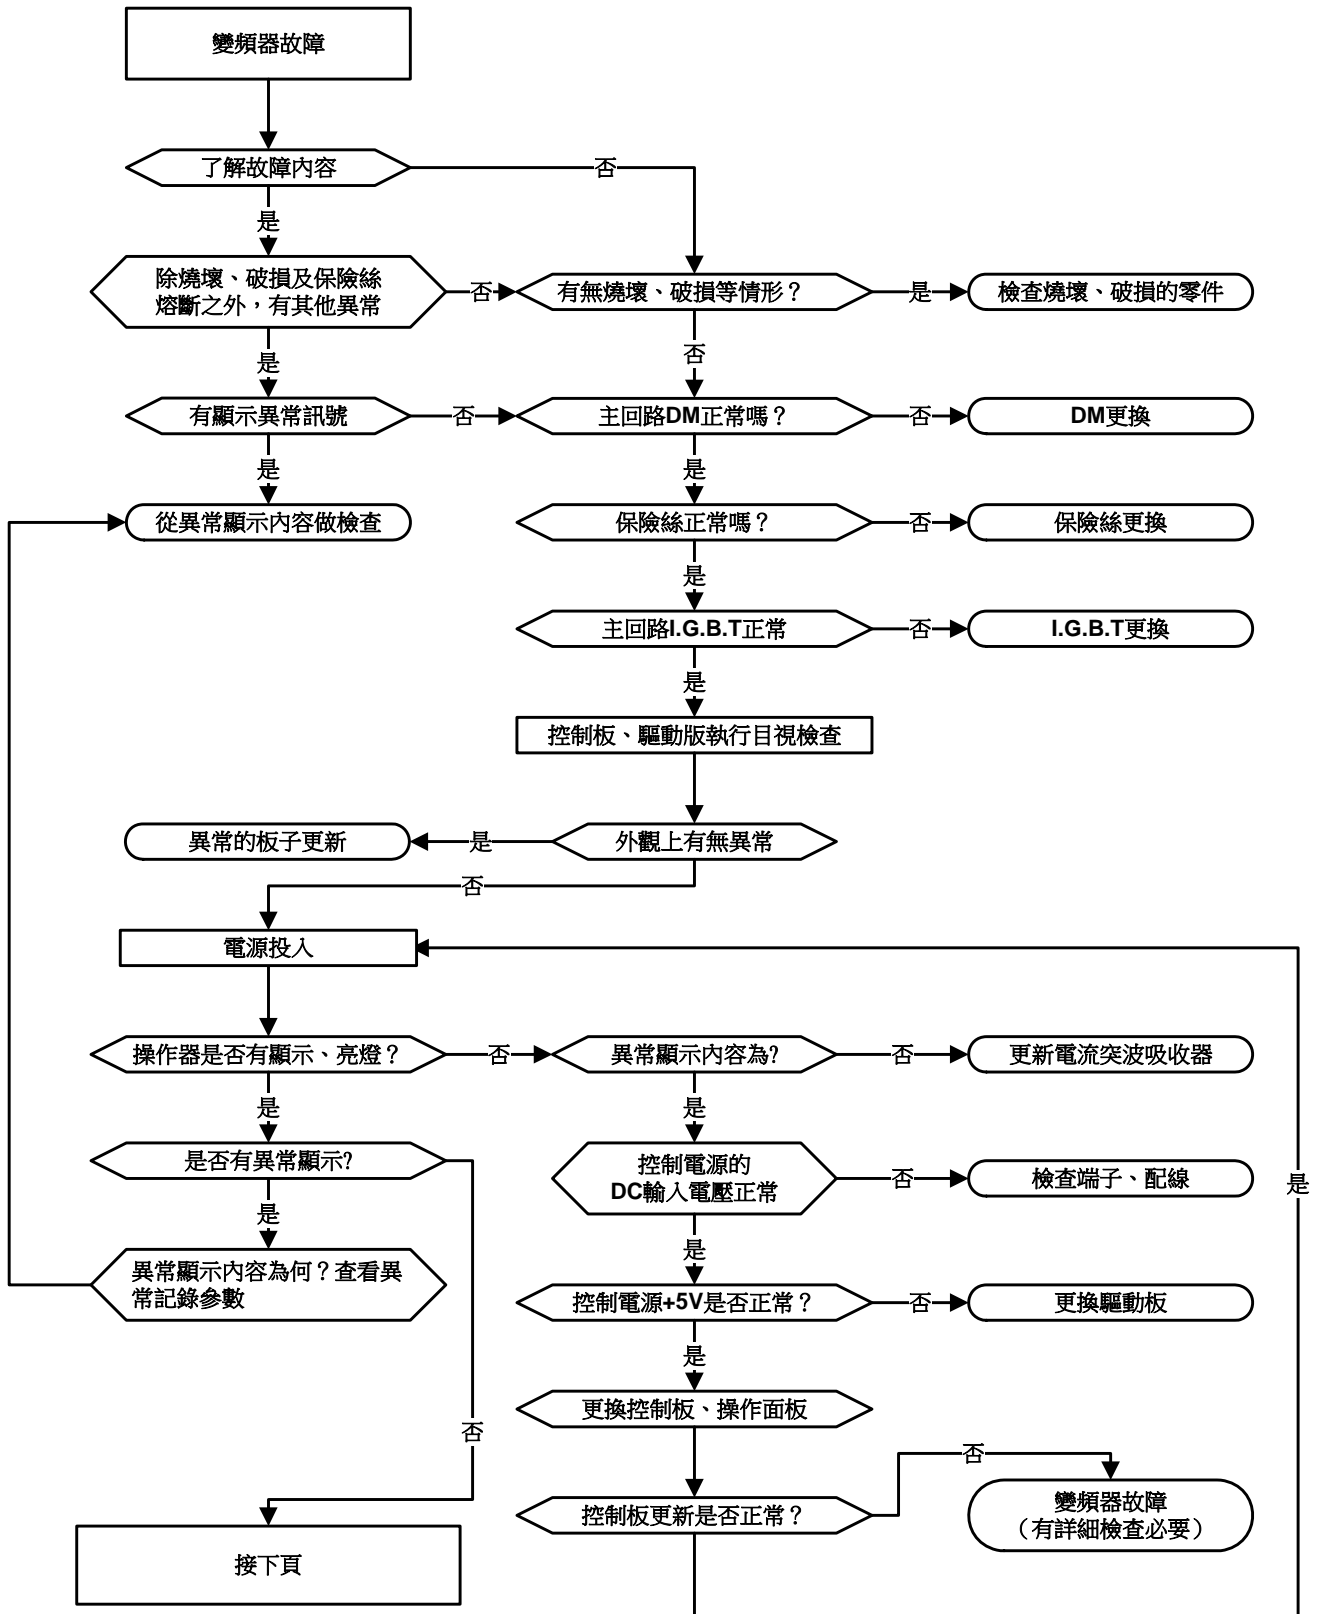 變頻器故障
了解故障內容
否
是
除燒壞、破損及保險絲
熔斷之外，有其他異常
否
有無燒壞、破損等情形？
是
檢查燒壞、破損的零件
是
否
有顯示異常訊號
否
主回路DM正常嗎？
否
DM更換
是
是
從異常顯示內容做檢查
保險絲正常嗎？
否
保險絲更換
是
主回路I.G.B.T正常
否
I.G.B.T更換
是
控制板、驅動版執行目視檢查
異常的板子更新
是
外觀上有無異常
否
電源投入
操作器是否有顯示、亮燈？
否
異常顯示內容為?
否
更新電流突波吸收器
是
是
是否有異常顯示?
控制電源的
DC輸入電壓正常
否
檢查端子、配線
是
是
是
異常顯示內容為何？查看異
常記錄參數
控制電源+5V是否正常？
否
更換驅動板
是
更換控制板、操作面板
否
否
控制板更新是否正常？
變頻器故障
（有詳細檢查必要）
接下頁